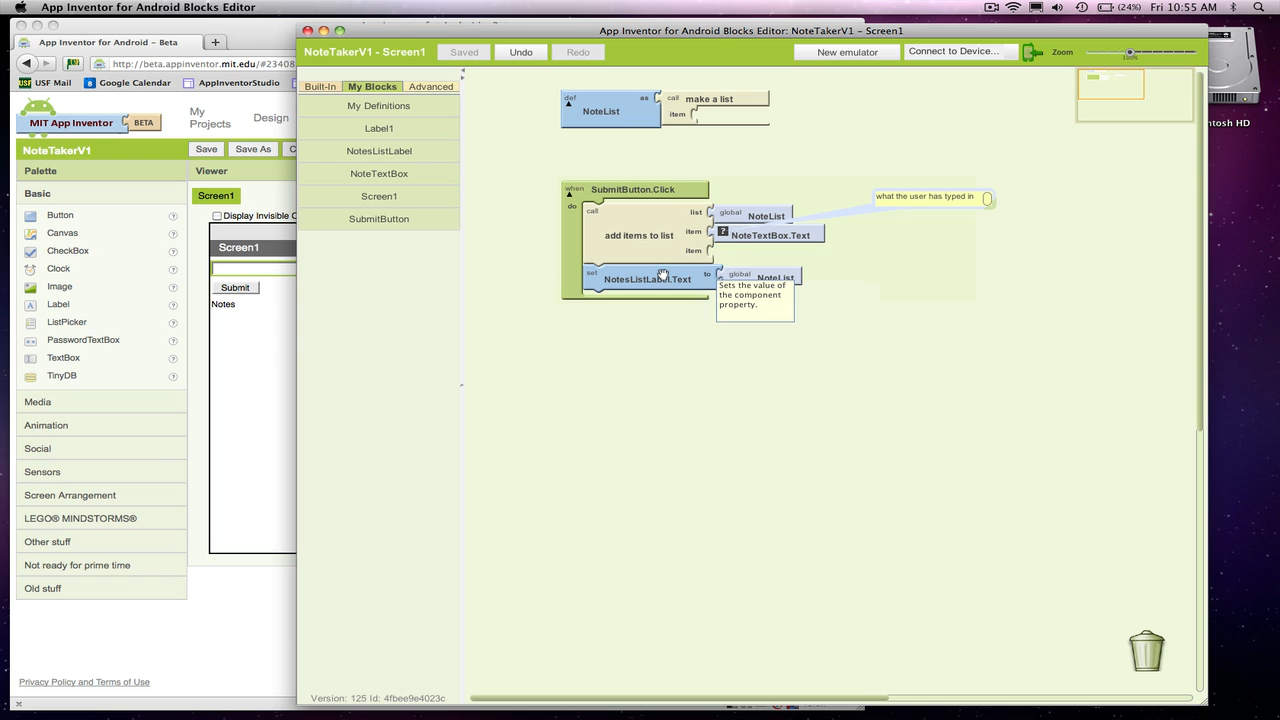 App Inventor for Android Blocks Editor
(24%) Fri 10:55 AM
App Inventor for Android Blocks Editor: NoteTakerV1 - Screen1
App Inventor for Android – Beta
http://beta.appinventor.mit.edu/#23408
USF Mail
Google Calendar
AppInventorStudio
MIT App Inventor
BETA
My Projects
Design
NoteTakerV1
Save
Save As
Palette
Viewer
Basic
Button
Canvas
CheckBox
Clock
Image
Label
ListPicker
PasswordTextBox
TextBox
TinyDB
Media
Animation
Social
Sensors
Screen Arrangement
LEGO® MINDSTORMS®
Other stuff
Not ready for prime time
Old stuff
Privacy Policy and Terms of Use
Screen1
Display Invisible C
Screen1
Submit
Notes
NoteTakerV1 - Screen1
Saved
Undo
Redo
New emulator
Connect to Device...
Zoom
100%
Built-In
My Blocks
Advanced
My Definitions
Label1
NotesListLabel
NoteTextBox
Screen1
SubmitButton
def
NoteList
as
call make a list
item
when SubmitButton.Click
do
call
add items to list
list
item
item
global NoteList
? NoteTextBox.Text
what the user has typed in
set NotesListLabel.Text to
global NoteList
Sets the value of
the component
property.
Version: 125 Id: 4fbee9e4023c
ntosh HD